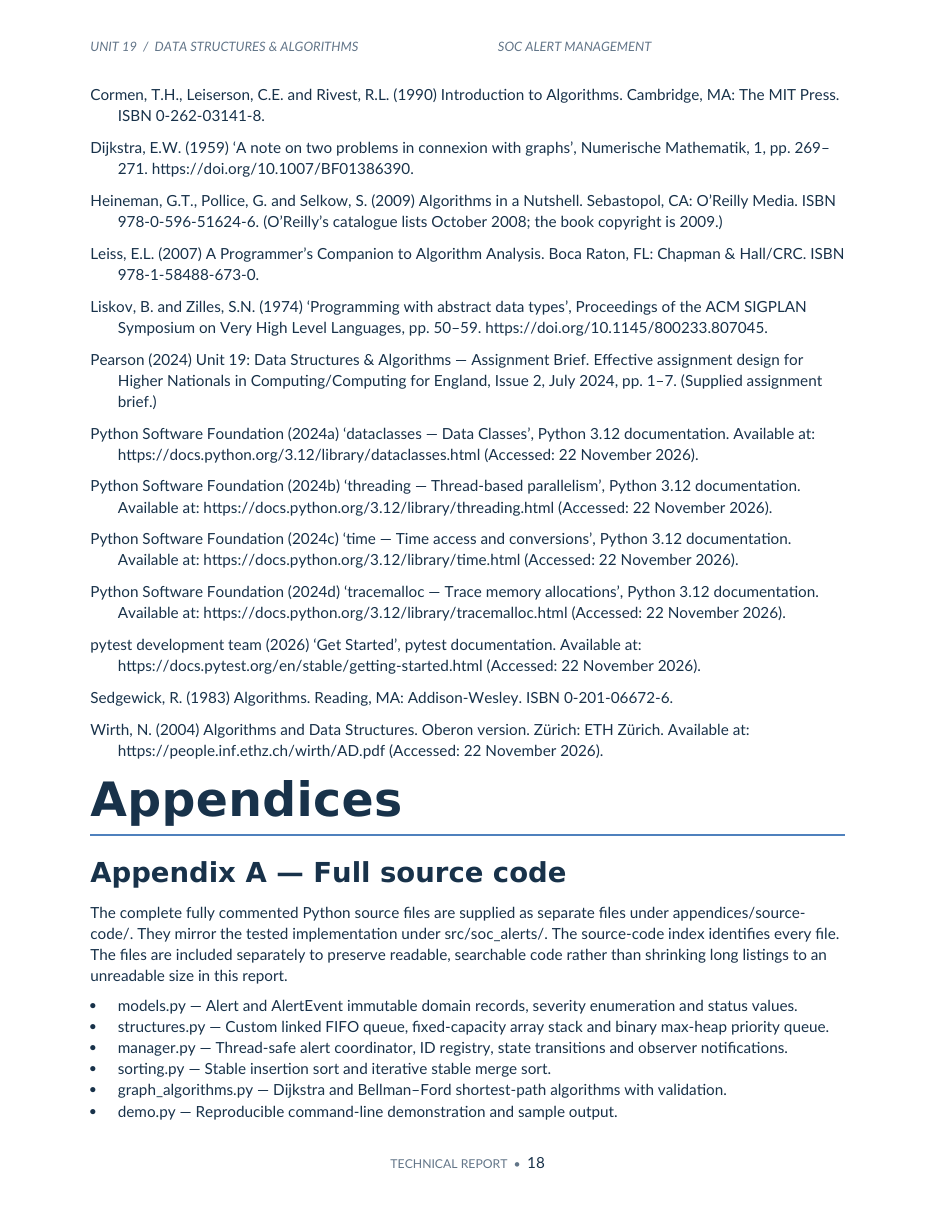 UNIT 19 / DATA STRUCTURES & ALGORITHMS SOC ALERT MANAGEMENT
Cormen, T.H., Leiserson, C.E. and Rivest, R.L. (1990) Introduction to Algorithms. Cambridge, MA: The MIT Press.
ISBN 0-262-03141-8.
Dijkstra, E.W. (1959) ‘A note on two problems in connexion with graphs’, Numerische Mathematik, 1, pp. 269–
271. https://doi.org/10.1007/BF01386390.
Heineman, G.T., Pollice, G. and Selkow, S. (2009) Algorithms in a Nutshell. Sebastopol, CA: O’Reilly Media. ISBN
978-0-596-51624-6. (O’Reilly’s catalogue lists October 2008; the book copyright is 2009.)
Leiss, E.L. (2007) A Programmer’s Companion to Algorithm Analysis. Boca Raton, FL: Chapman & Hall/CRC. ISBN
978-1-58488-673-0.
Liskov, B. and Zilles, S.N. (1974) ‘Programming with abstract data types’, Proceedings of the ACM SIGPLAN
Symposium on Very High Level Languages, pp. 50–59. https://doi.org/10.1145/800233.807045.
Pearson (2024) Unit 19: Data Structures & Algorithms — Assignment Brief. Effective assignment design for
Higher Nationals in Computing/Computing for England, Issue 2, July 2024, pp. 1–7. (Supplied assignment
brief.)
Python Software Foundation (2024a) ‘dataclasses — Data Classes’, Python 3.12 documentation. Available at:
https://docs.python.org/3.12/library/dataclasses.html (Accessed: 22 November 2026).
Python Software Foundation (2024b) ‘threading — Thread-based parallelism’, Python 3.12 documentation.
Available at: https://docs.python.org/3.12/library/threading.html (Accessed: 22 November 2026).
Python Software Foundation (2024c) ‘time — Time access and conversions’, Python 3.12 documentation.
Available at: https://docs.python.org/3.12/library/time.html (Accessed: 22 November 2026).
Python Software Foundation (2024d) ‘tracemalloc — Trace memory allocations’, Python 3.12 documentation.
Available at: https://docs.python.org/3.12/library/tracemalloc.html (Accessed: 22 November 2026).
pytest development team (2026) ‘Get Started’, pytest documentation. Available at:
https://docs.pytest.org/en/stable/getting-started.html (Accessed: 22 November 2026).
Sedgewick, R. (1983) Algorithms. Reading, MA: Addison-Wesley. ISBN 0-201-06672-6.
Wirth, N. (2004) Algorithms and Data Structures. Oberon version. Zürich: ETH Zürich. Available at:
https://people.inf.ethz.ch/wirth/AD.pdf (Accessed: 22 November 2026).
Appendices
Appendix A — Full source code
The complete fully commented Python source files are supplied as separate files under appendices/source-
code/. They mirror the tested implementation under src/soc_alerts/. The source-code index identifies every file.
The files are included separately to preserve readable, searchable code rather than shrinking long listings to an
unreadable size in this report.
• models.py — Alert and AlertEvent immutable domain records, severity enumeration and status values.
• structures.py — Custom linked FIFO queue, fixed-capacity array stack and binary max-heap priority queue.
• manager.py — Thread-safe alert coordinator, ID registry, state transitions and observer notifications.
• sorting.py — Stable insertion sort and iterative stable merge sort.
• graph_algorithms.py — Dijkstra and Bellman–Ford shortest-path algorithms with validation.
• demo.py — Reproducible command-line demonstration and sample output.
TECHNICAL REPORT • 18